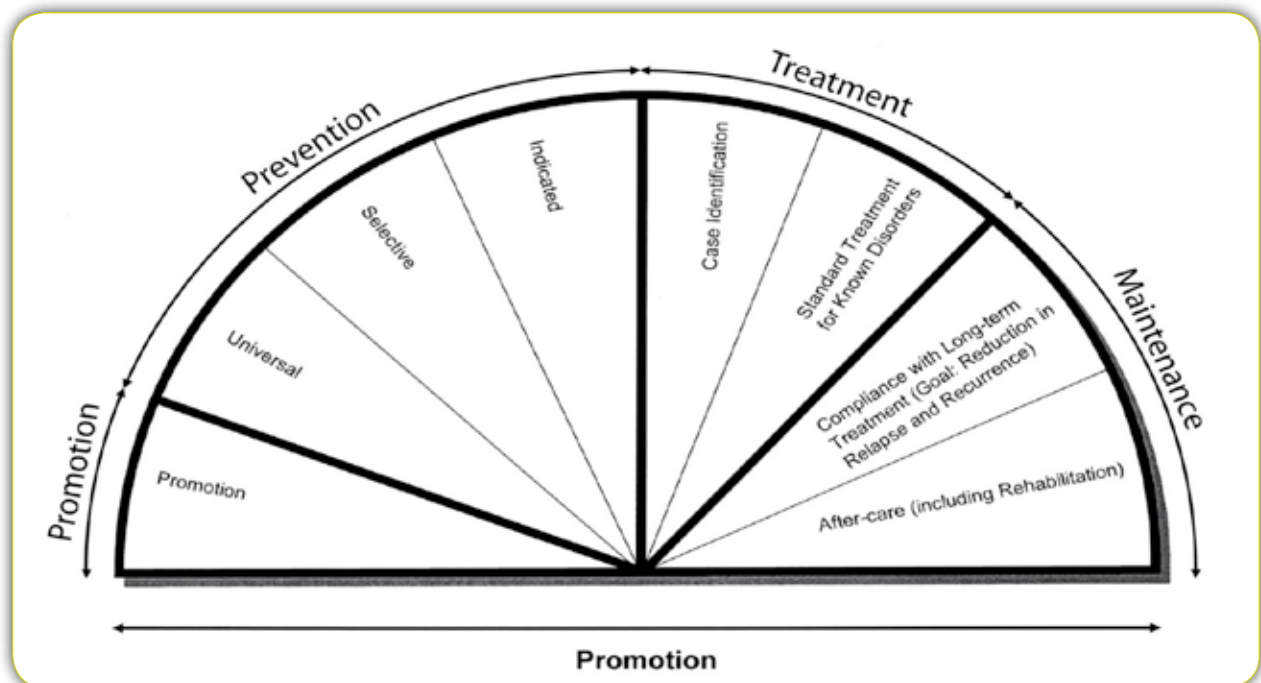 Promotion
Prevention
Treatment
Maintenance
Promotion
Universal
Selective
Indicated
Case Identification
Standard Treatment
for Known Disorders
Compliance with Long-term
Treatment (Goal: Reduction in
Relapse and Recurrence)
After-care (including Rehabilitation)
Promotion